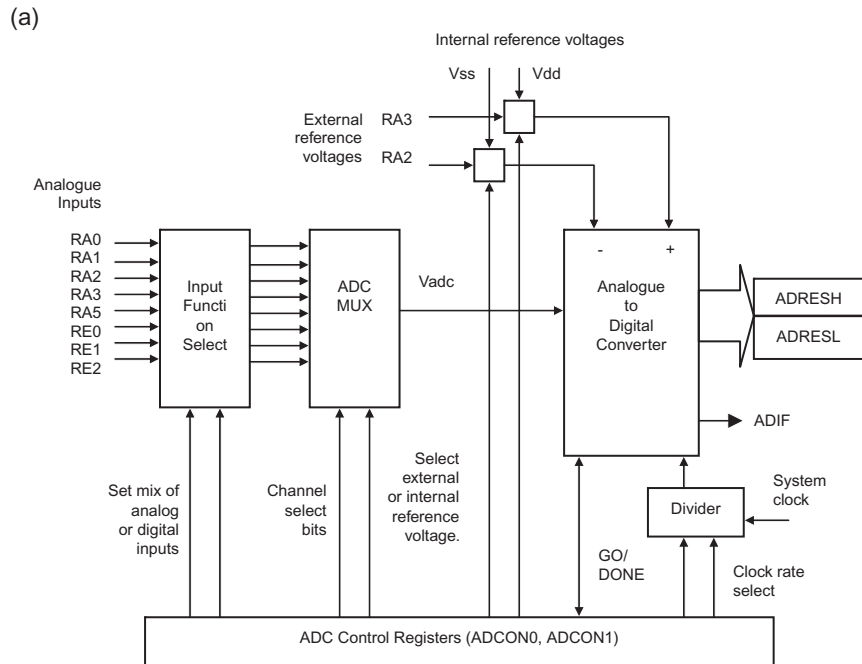 (a)
Internal reference voltages
Vss
Vdd
External
reference
voltages
RA3
RA2
Analogue
Inputs
RA0
RA1
RA2
RA3
RA5
RE0
RE1
RE2
Input
Functi
on
Select
ADC
MUX
Vadc
-
+
Analogue
to
Digital
Converter
ADRESH
ADRESL
ADIF
Set mix of
analog
or digital
inputs
Channel
select
bits
Select
external
or internal
reference
voltage.
GO/
DONE
Divider
System
clock
Clock rate
select
ADC Control Registers (ADCON0, ADCON1)